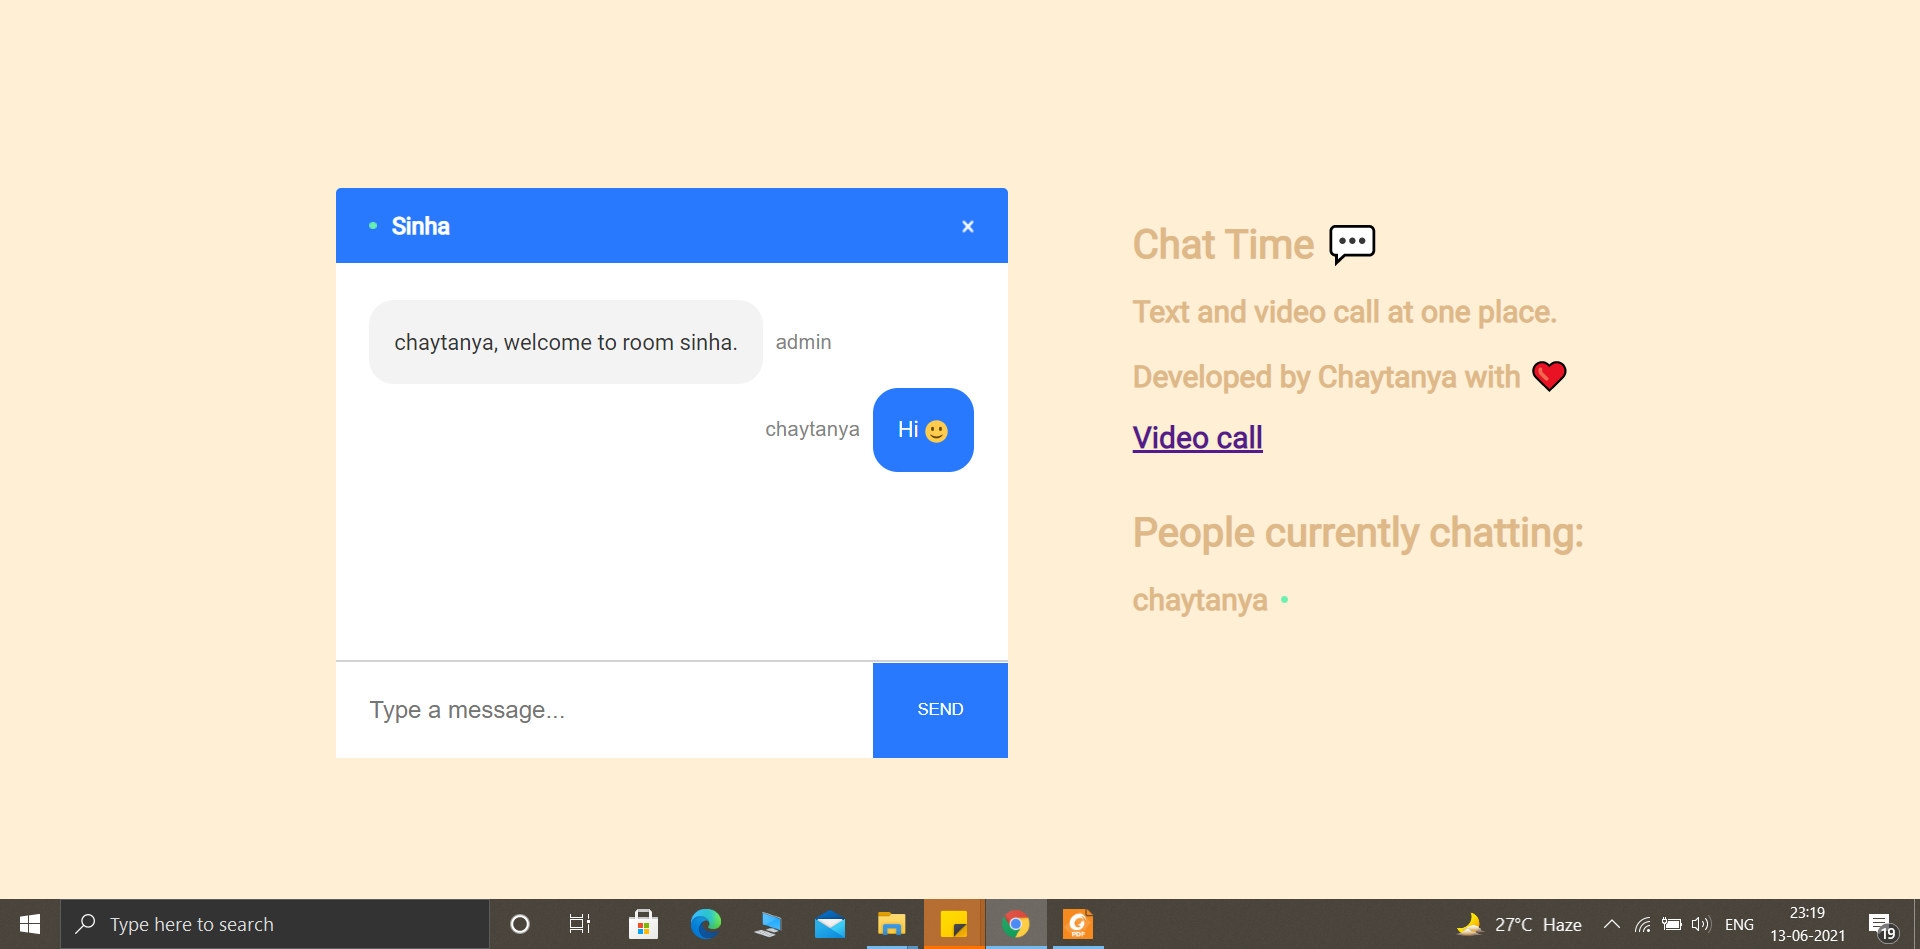 Sinha
×
chaytanya, welcome to room sinha. admin
chaytanya Hi 🙂
Type a message...
SEND
Chat Time 💬
Text and video call at one place.
Developed by Chaytanya with ❤️
Video call
People currently chatting:
chaytanya
Type here to search
PDF
27°C Haze
ENG
23:19
13-06-2021
19